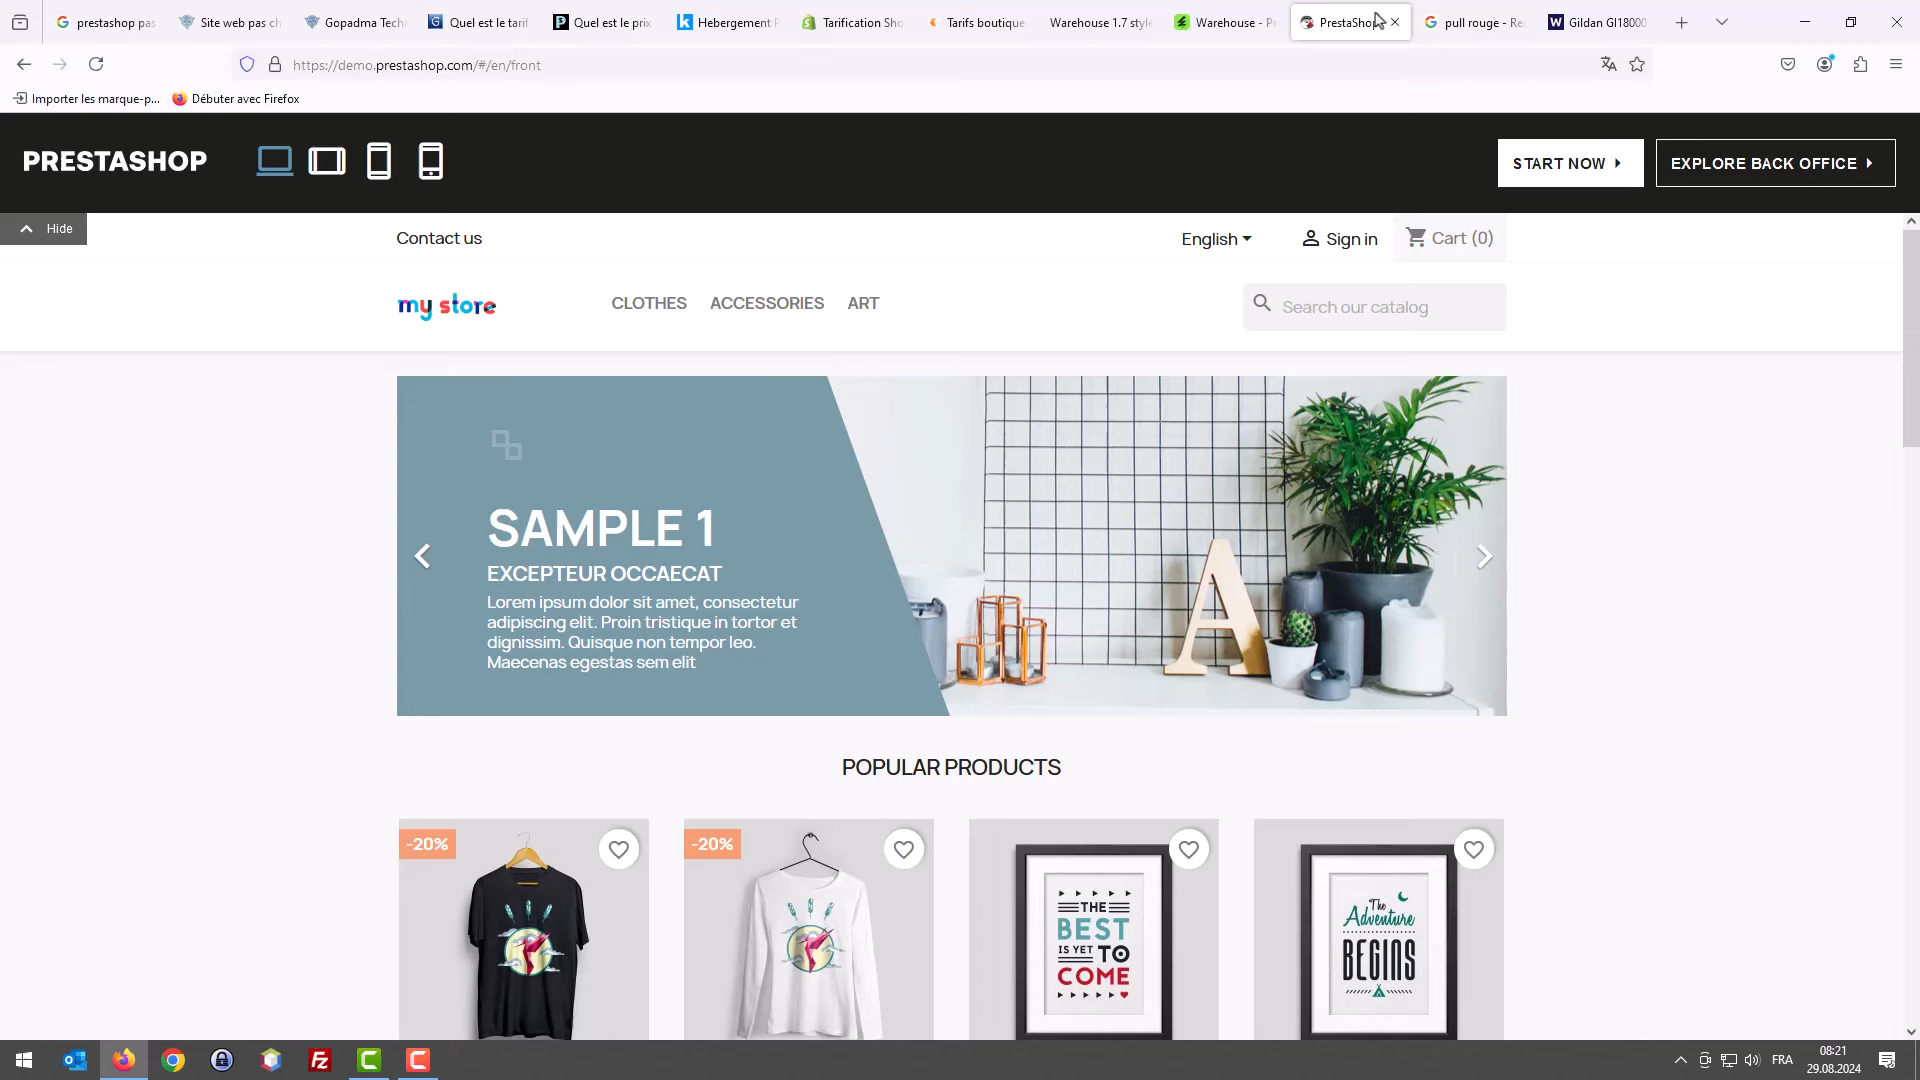 prestashop pas
Site web pas ch
Gopadma Tech
Quel est le tarif
Quel est le prix
Hebergement P
Tarification Sho
Tarifs boutique
Warehouse 1.7 style
Warehouse - Pr
PrestaShop
pull rouge - Re
Gildan GI18000
https://demo.prestashop.com/#/en/front
Importer les marque-p...
Débuter avec Firefox
PRESTASHOP
START NOW
EXPLORE BACK OFFICE
Hide
Contact us
English
Sign in
Cart (0)
my store
CLOTHES
ACCESSORIES
ART
Search our catalog
SAMPLE 1
EXCEPTEUR OCCAECAT
Lorem ipsum dolor sit amet, consectetur
adipiscing elit. Proin tristique in tortor et
dignissim. Quisque non tempor leo.
Maecenas egestas sem elit
A
POPULAR PRODUCTS
-20%
-20%
THE
BEST
IS YET TO
COME
The
Adventure
BEGINS
FRA
08:21
29.08.2024